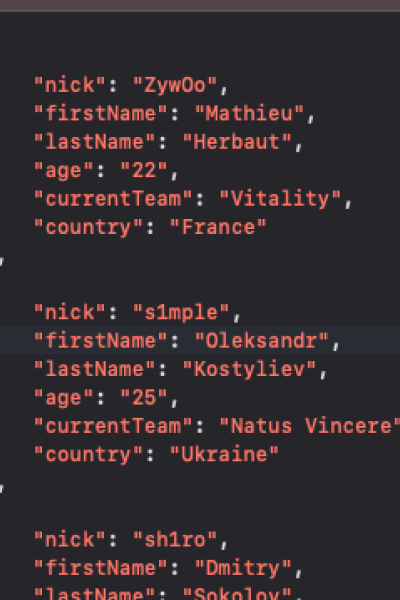 "nick": "ZywOo",
"firstName": "Mathieu",
"lastName": "Herbaut",
"age": "22",
"currentTeam": "Vitality",
"country": "France"
,
"nick": "s1mple",
"firstName": "Oleksandr",
"lastName": "Kostyliev",
"age": "25",
"currentTeam": "Natus Vincere"
"country": "Ukraine"
,
"nick": "sh1ro",
"firstName": "Dmitry",
"lastName": "Sokolov",